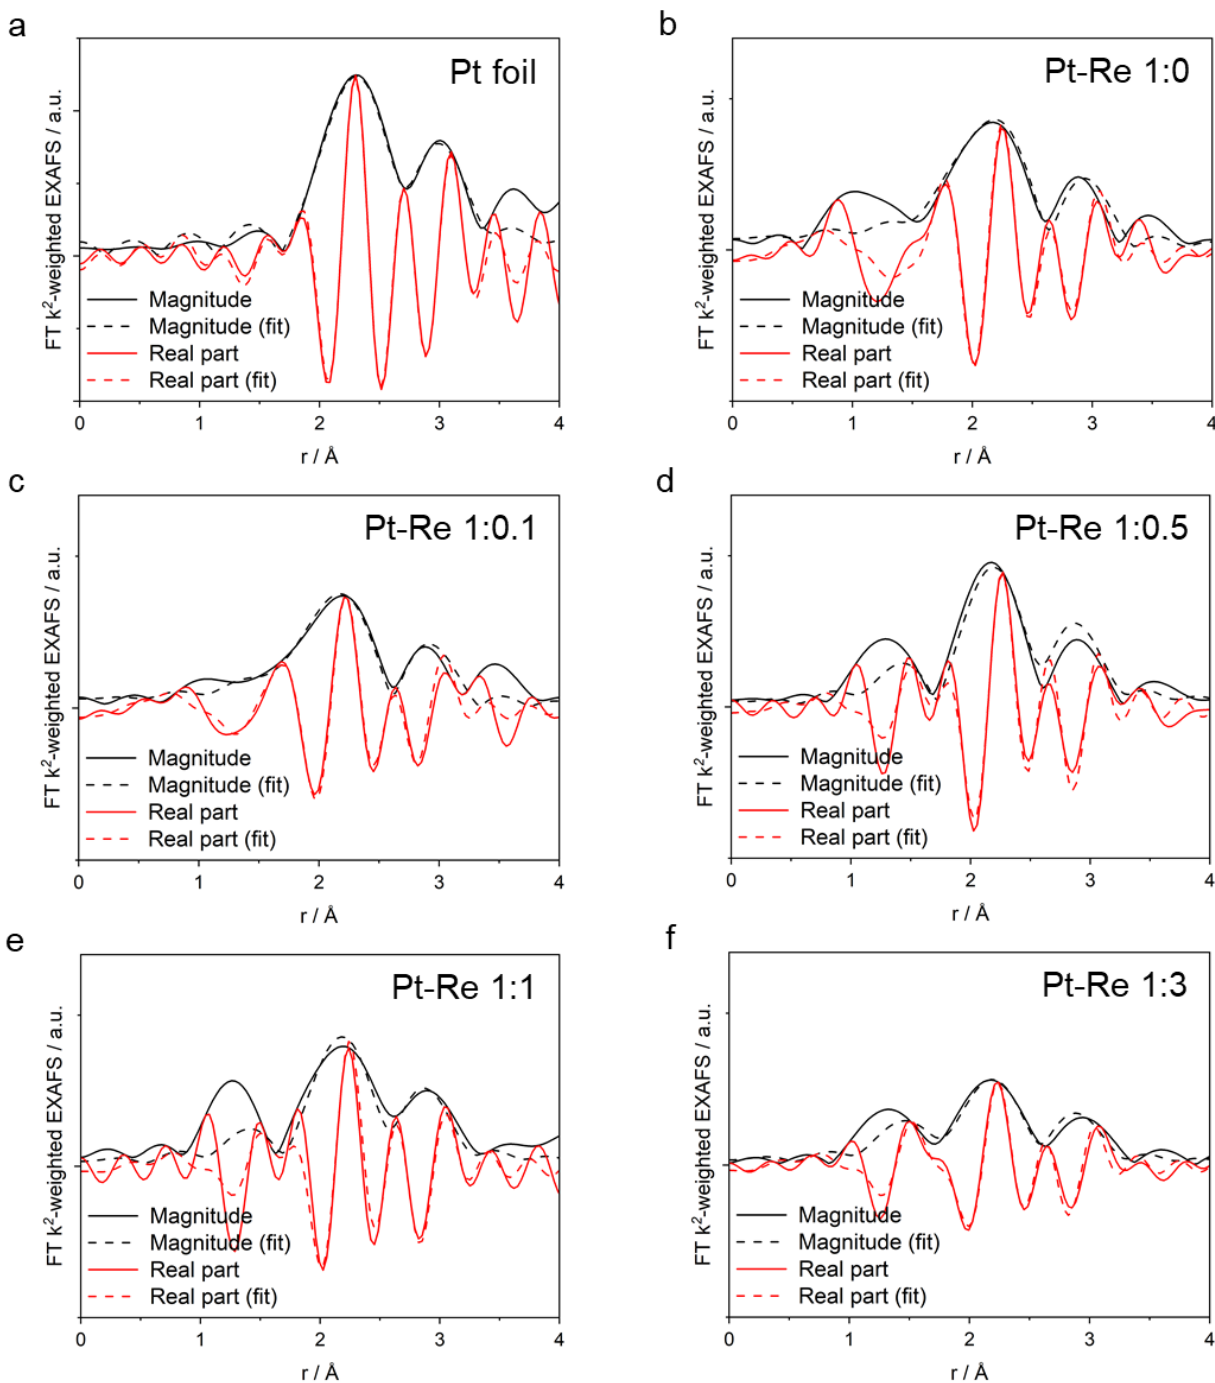 a
Pt foil
FT k²-weighted EXAFS / a.u.
Magnitude
Magnitude (fit)
Real part
Real part (fit)
0 1 2 3 4
r / Å
b
Pt-Re 1:0
FT k²-weighted EXAFS / a.u.
Magnitude
Magnitude (fit)
Real part
Real part (fit)
0 1 2 3 4
r / Å
c
Pt-Re 1:0.1
FT k²-weighted EXAFS / a.u.
Magnitude
Magnitude (fit)
Real part
Real part (fit)
0 1 2 3 4
r / Å
d
Pt-Re 1:0.5
FT k²-weighted EXAFS / a.u.
Magnitude
Magnitude (fit)
Real part
Real part (fit)
0 1 2 3 4
r / Å
e
Pt-Re 1:1
FT k²-weighted EXAFS / a.u.
Magnitude
Magnitude (fit)
Real part
Real part (fit)
0 1 2 3 4
r / Å
f
Pt-Re 1:3
FT k²-weighted EXAFS / a.u.
Magnitude
Magnitude (fit)
Real part
Real part (fit)
0 1 2 3 4
r / Å